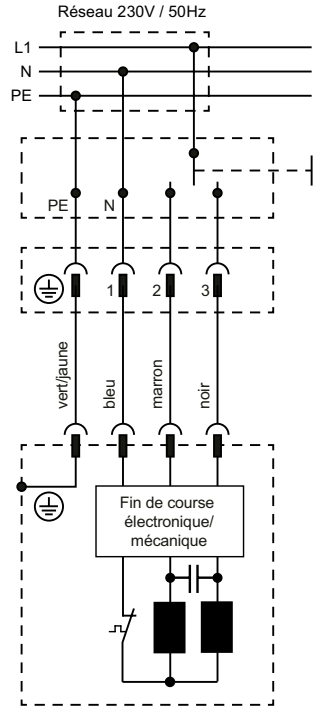 Réseau 230V / 50Hz
L1
N
PE
PE N
1 2 3
vert/jaune
bleu
marron
noir
Fin de course
électronique/
mécanique